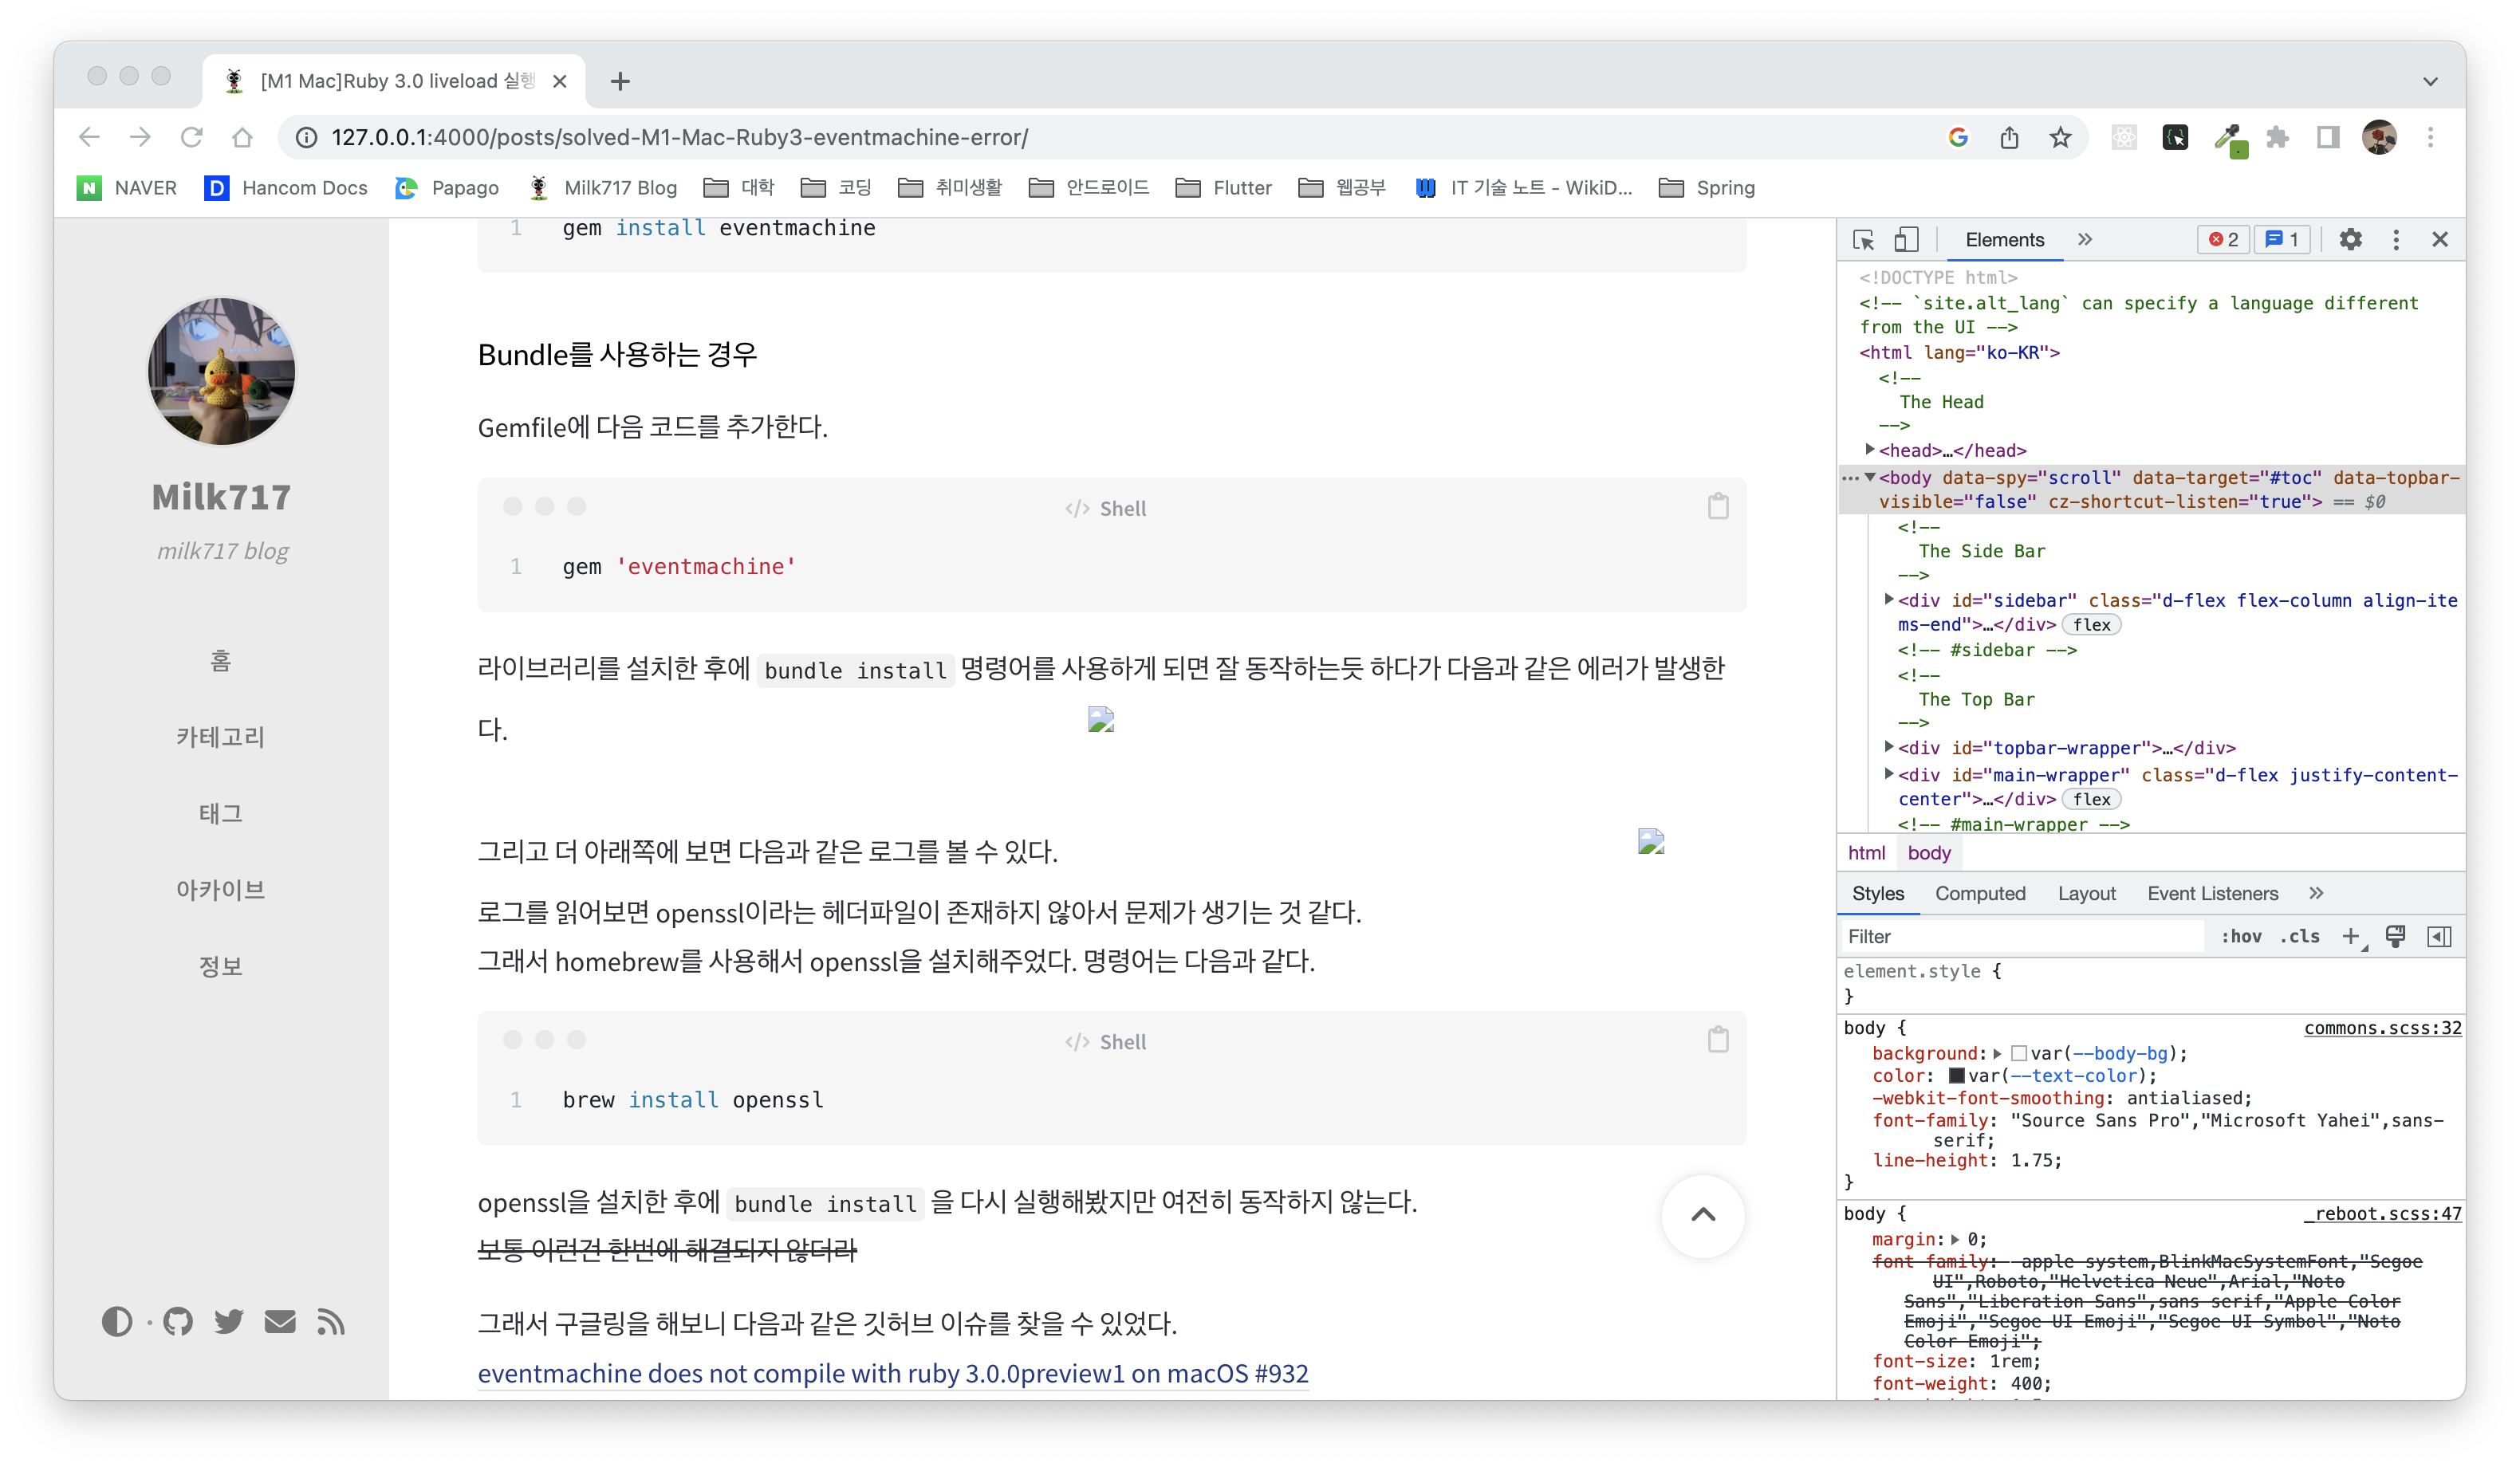 [M1 Mac]Ruby 3.0 liveload 실행
127.0.0.1:4000/posts/solved-M1-Mac-Ruby3-eventmachine-error/
NAVER
Hancom Docs
Papago
Milk717 Blog
대학
코딩
취미생활
안드로이드
Flutter
웹공부
IT 기술 노트 - WikiD...
Spring
Milk717
milk717 blog
홈
카테고리
태그
아카이브
정보
1 gem install eventmachine
Bundle를 사용하는 경우
Gemfile에 다음 코드를 추가한다.
</> Shell
1 gem 'eventmachine'
라이브러리를 설치한 후에 bundle install 명령어를 사용하게 되면 잘 동작하는듯 하다가 다음과 같은 에러가 발생한
다.
그리고 더 아래쪽에 보면 다음과 같은 로그를 볼 수 있다.
로그를 읽어보면 openssl이라는 헤더파일이 존재하지 않아서 문제가 생기는 것 같다.
그래서 homebrew를 사용해서 openssl을 설치해주었다. 명령어는 다음과 같다.
</> Shell
1 brew install openssl
openssl을 설치한 후에 bundle install 을 다시 실행해봤지만 여전히 동작하지 않는다.
보통 이런건 한번에 해결되지 않더라
그래서 구글링을 해보니 다음과 같은 깃허브 이슈를 찾을 수 있었다.
eventmachine does not compile with ruby 3.0.0preview1 on macOS #932
Elements
2
1
<!DOCTYPE html>
<!-- `site.alt_lang` can specify a language different
from the UI -->
<html lang="ko-KR">
<!--
The Head
-->
<head>…</head>
<body data-spy="scroll" data-target="#toc" data-topbar-
visible="false" cz-shortcut-listen="true"> == $0
<!--
The Side Bar
-->
<div id="sidebar" class="d-flex flex-column align-ite
ms-end">…</div> flex
<!-- #sidebar -->
<!--
The Top Bar
-->
<div id="topbar-wrapper">…</div>
<div id="main-wrapper" class="d-flex justify-content-
center">…</div> flex
<!-- #main-wrapper -->
html body
Styles Computed Layout Event Listeners
Filter :hov .cls
element.style {
}
body { commons.scss:32
background: var(--body-bg);
color: var(--text-color);
-webkit-font-smoothing: antialiased;
font-family: "Source Sans Pro","Microsoft Yahei",sans-
serif;
line-height: 1.75;
}
body { _reboot.scss:47
margin: 0;
font-family: -apple-system,BlinkMacSystemFont,"Segoe
UI",Roboto,"Helvetica Neue",Arial,"Noto
Sans","Liberation Sans",sans-serif,"Apple Color
Emoji","Segoe UI Emoji","Segoe UI Symbol","Noto
Color Emoji";
font-size: 1rem;
font-weight: 400;